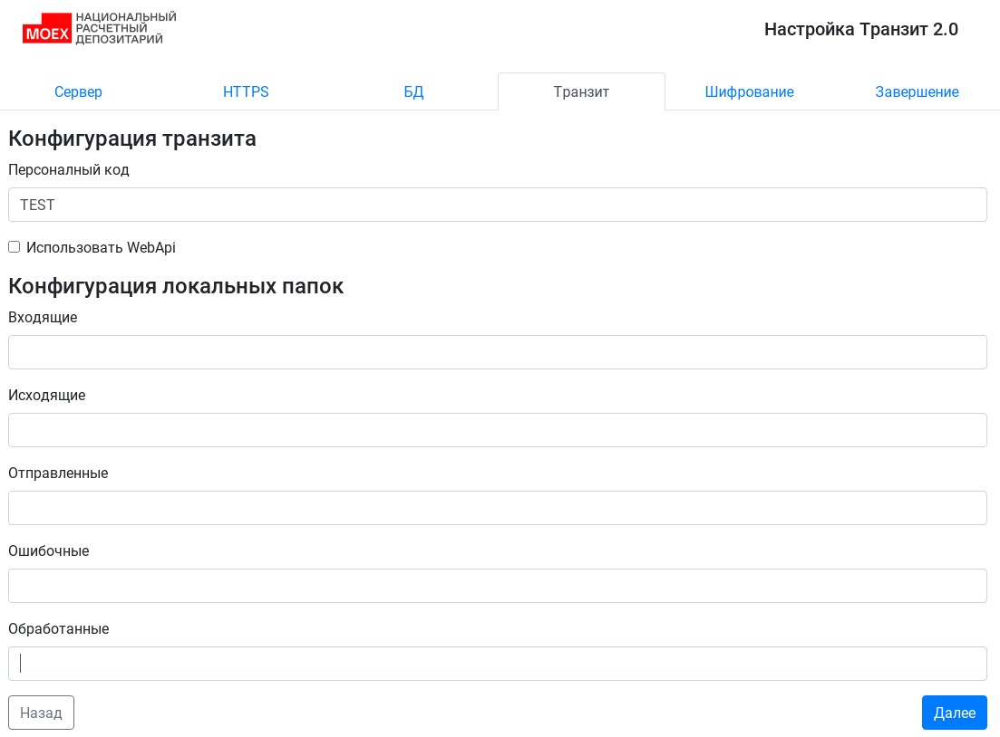 MOEX
НАЦИОНАЛЬНЫЙ
РАСЧЕТНЫЙ
ДЕПОЗИТАРИЙ
Настройка Транзит 2.0
Сервер HTTPS БД Транзит Шифрование Завершение
Конфигурация транзита
Персоналный код
TEST
Использовать WebApi
Конфигурация локальных папок
Входящие
Исходящие
Отправленные
Ошибочные
Обработанные
Назад Далее